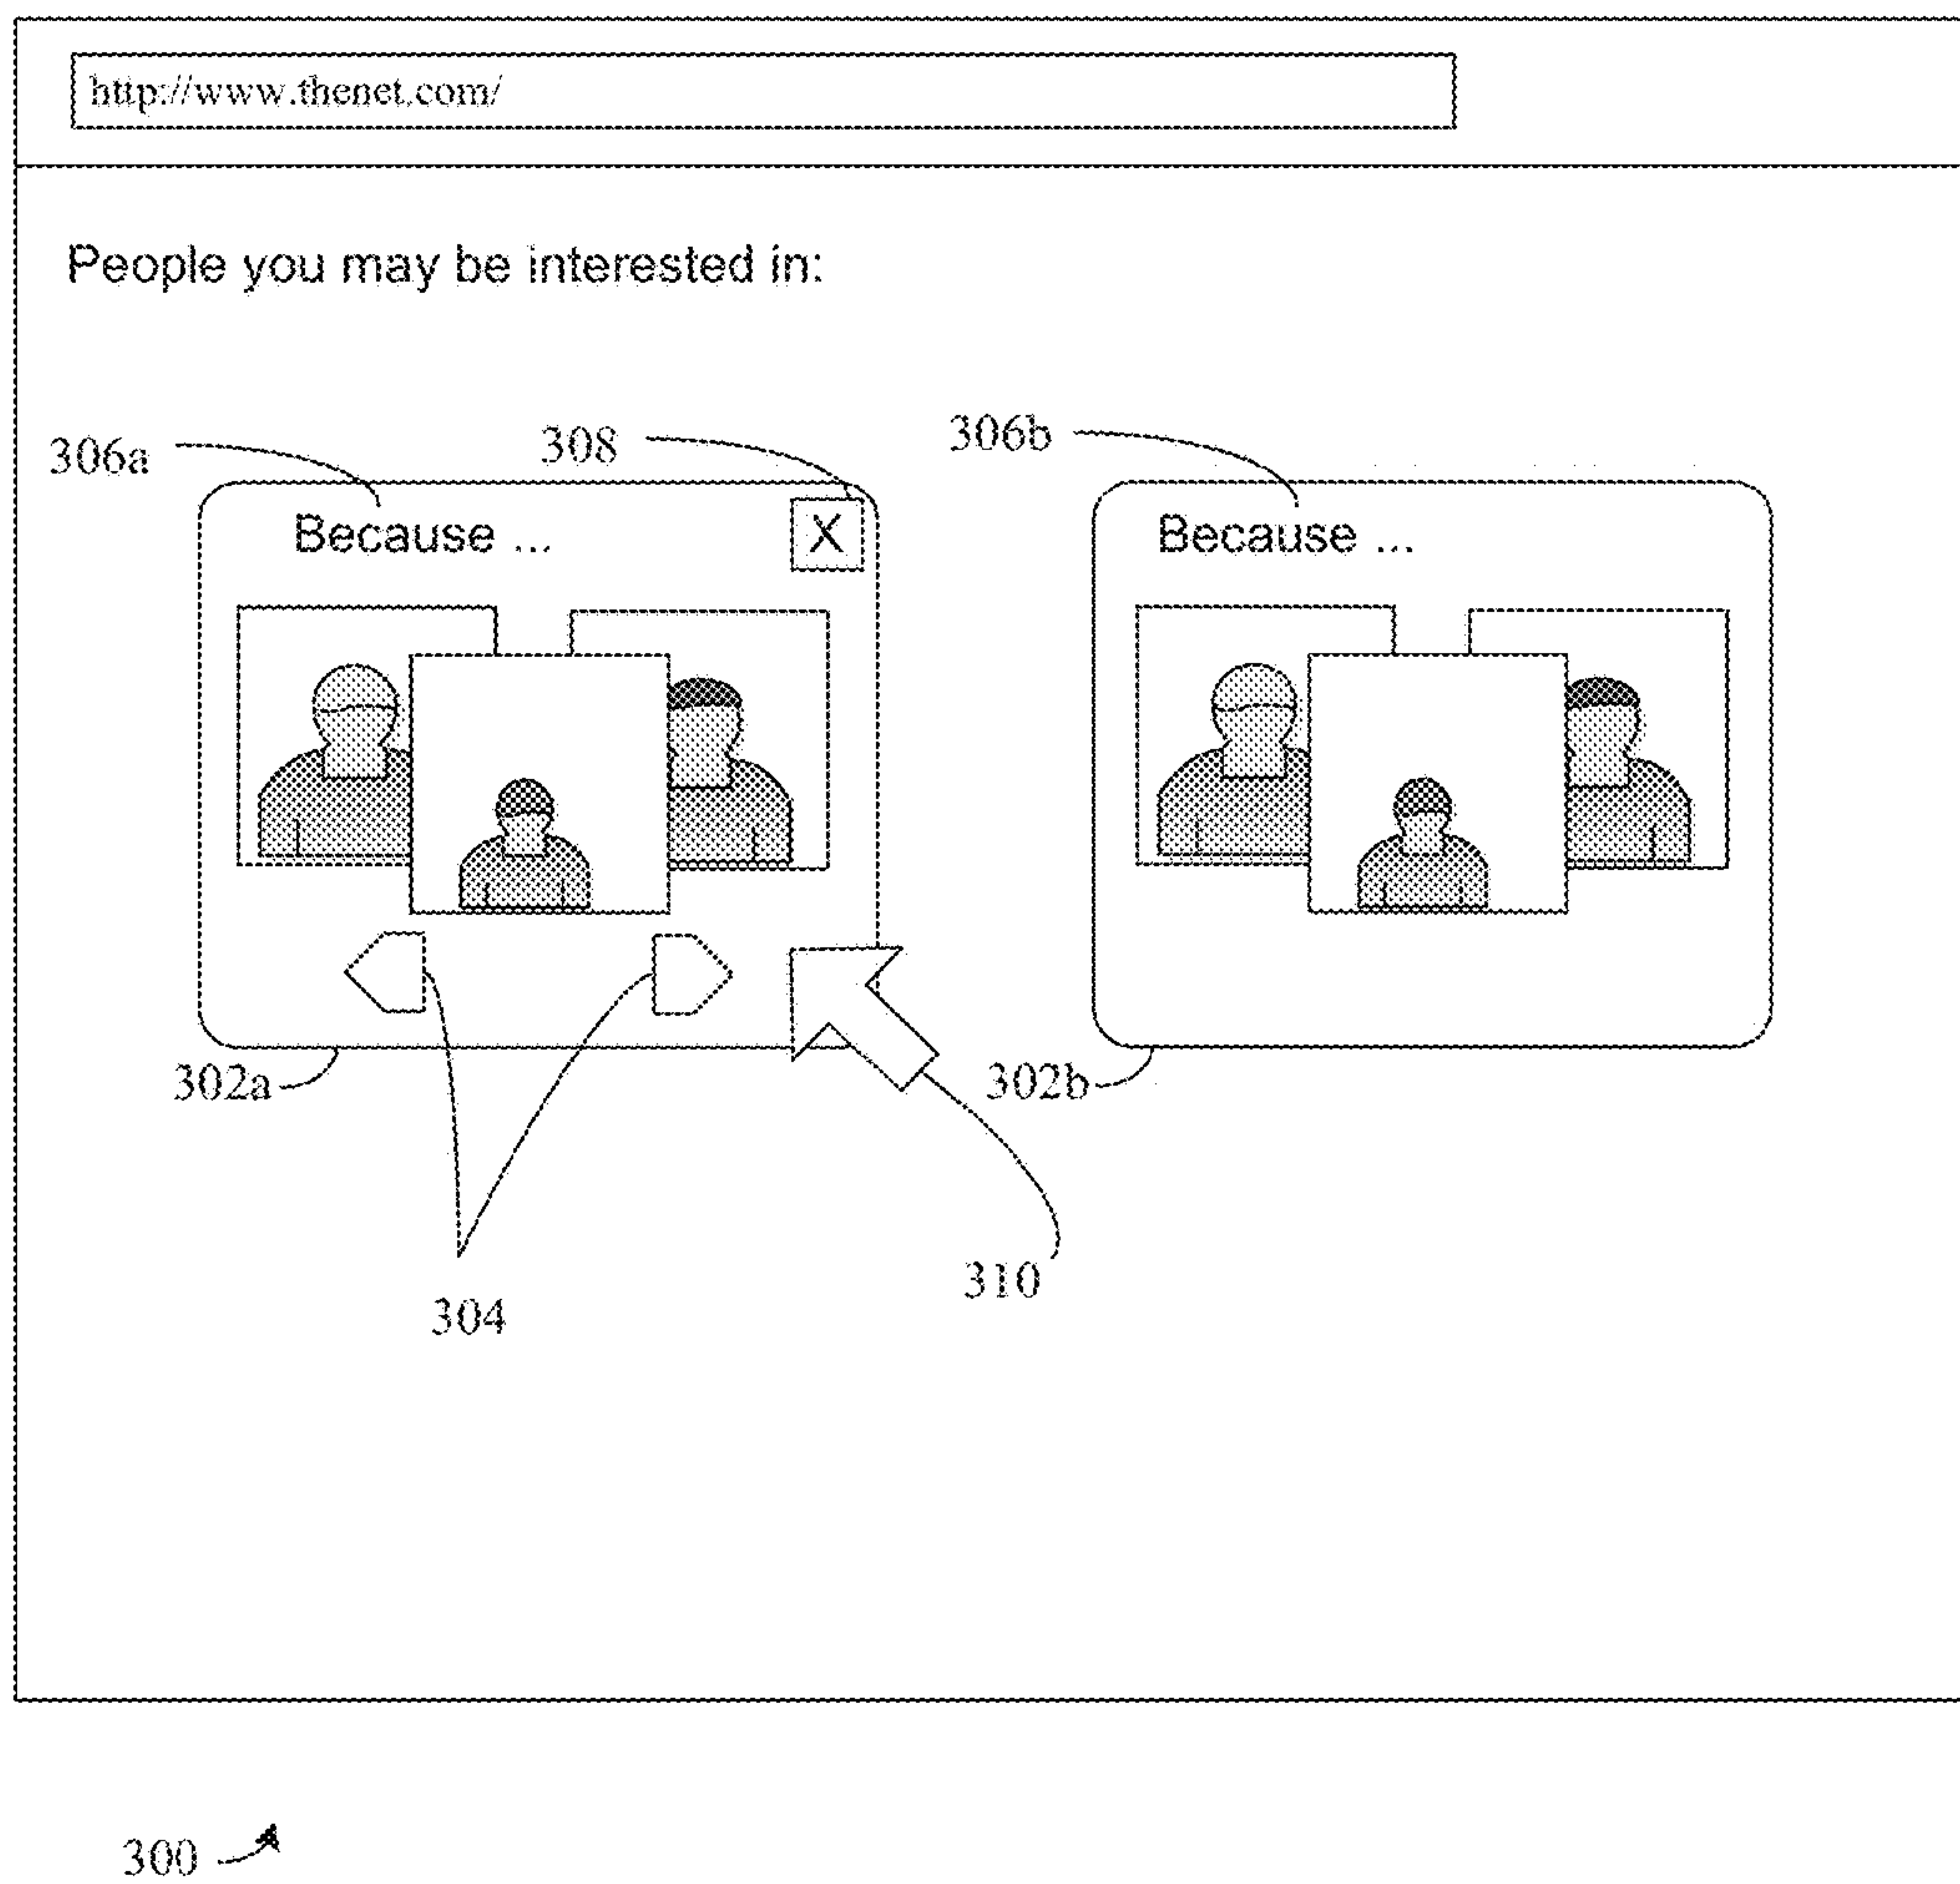 http://www.thenet.com/
People you may be interested in:
306a 308 306b
Because ... X Because ...
302a 302b
304 310
300